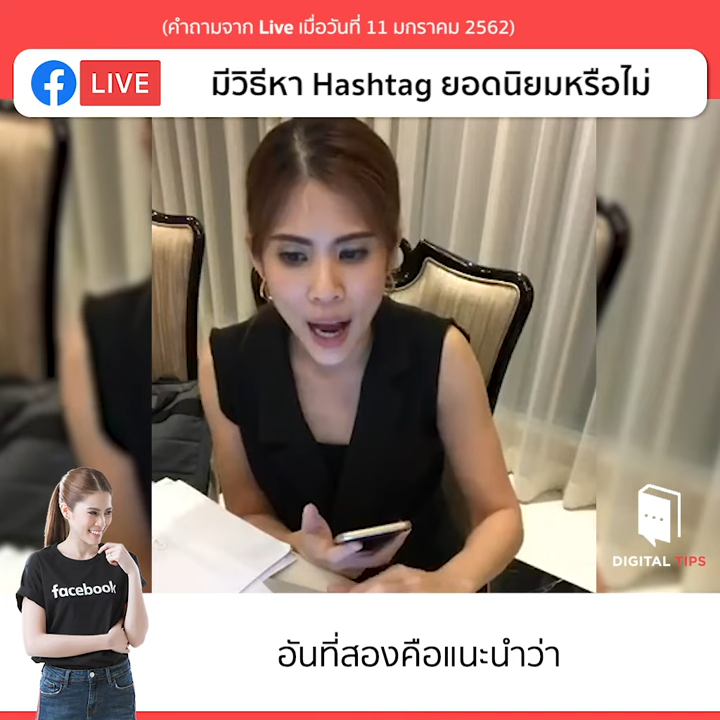 (คำถามจาก Live เมื่อวันที่ 11 มกราคม 2562)
LIVE มีวิธีหา Hashtag ยอดนิยมหรือไม่
facebook
DIGITAL TIPS
อันที่สองคือแนะนำว่า